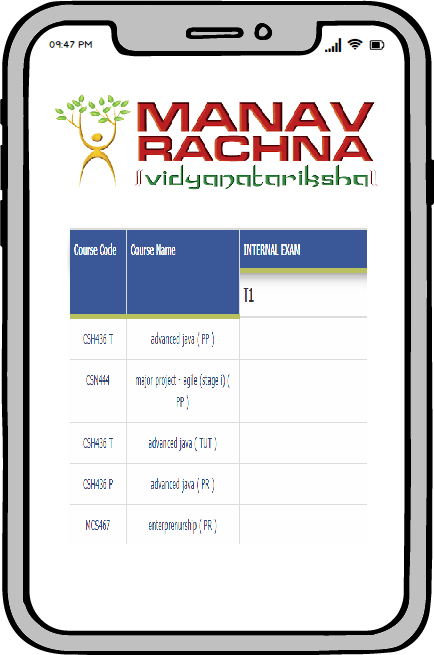 09:47 PM
MANAV
RACHNA
vidyanatariksha
Course Code Course Name INTERNAL EXAM
T1
CSH436 T advanced java ( PP )
CSN444 major project - agile (stage i) (
PP )
CSH436 T advanced java ( TUT )
CSH436 P advanced java ( PR )
MCS467 enterprenurship ( PR )